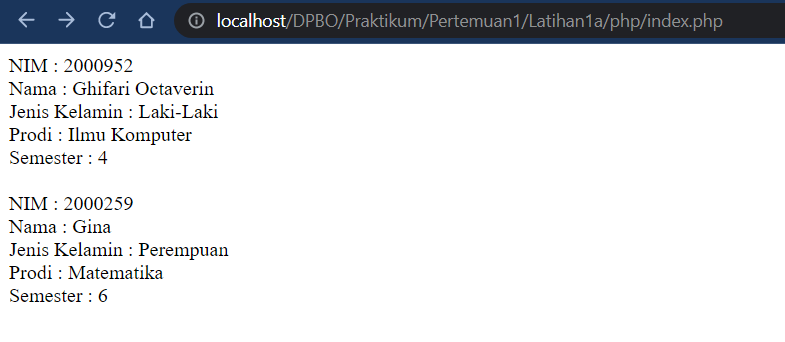 localhost/DPBO/Praktikum/Pertemuan1/Latihan1a/php/index.php
NIM : 2000952
Nama : Ghifari Octaverin
Jenis Kelamin : Laki-Laki
Prodi : Ilmu Komputer
Semester : 4
NIM : 2000259
Nama : Gina
Jenis Kelamin : Perempuan
Prodi : Matematika
Semester : 6